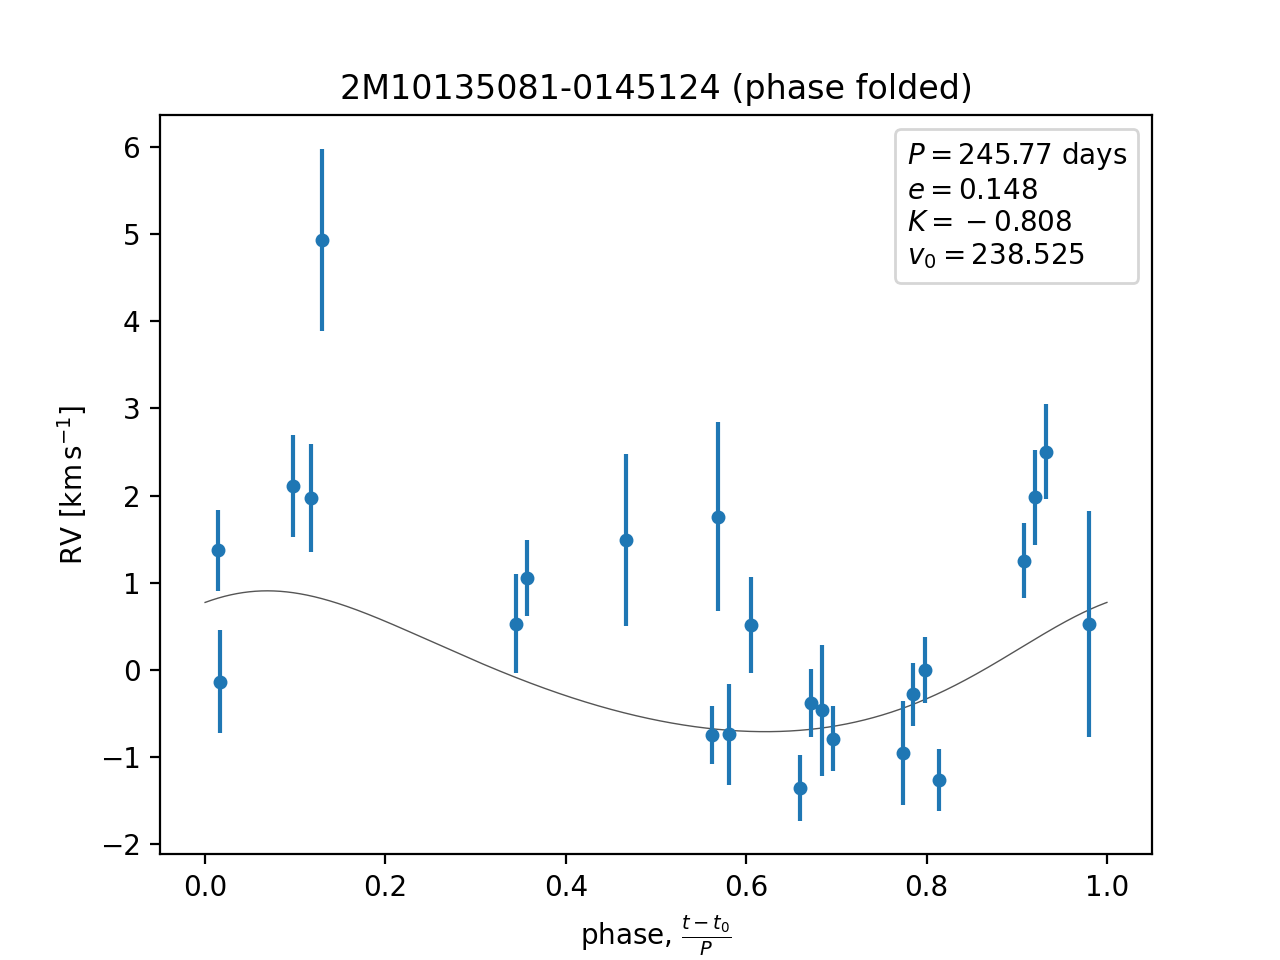 2M10135081-0145124 (phase folded)
P = 245.77 days
e = 0.148
K = −0.808
v₀ = 238.525
6
5
4
3
2
1
0
−1
−2
RV [km s⁻¹]
0.0 0.2 0.4 0.6 0.8 1.0
phase, (t − t₀)/P